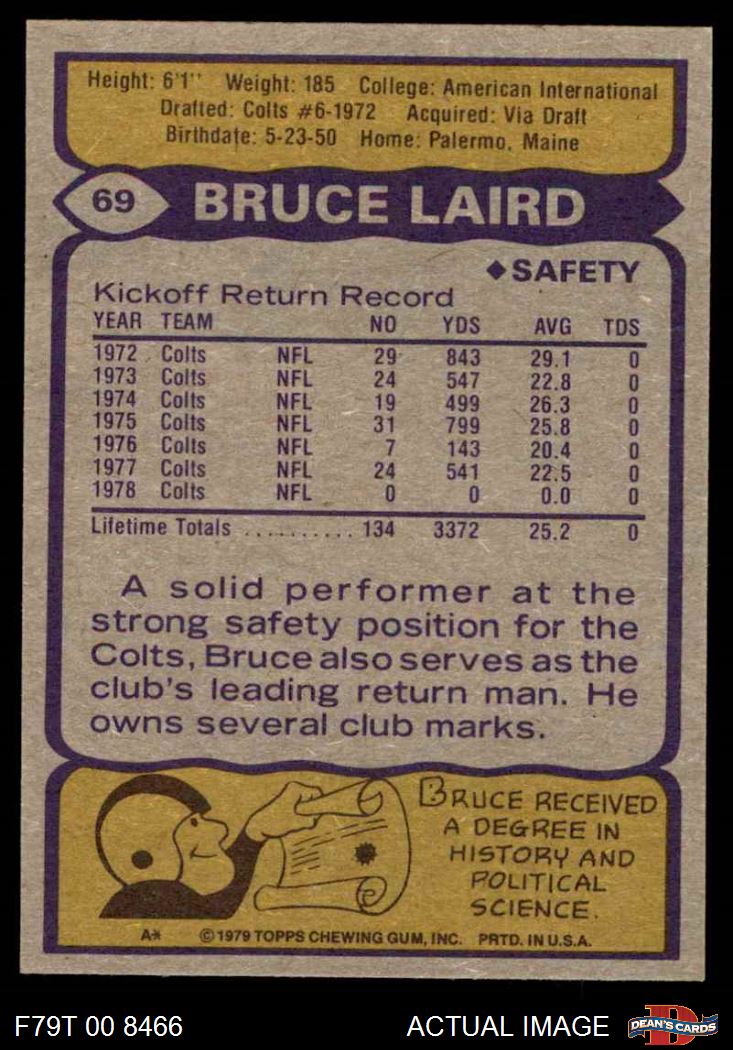 Height: 6'1" Weight: 185 College: American International
Drafted: Colts #6-1972 Acquired: Via Draft
Birthdate: 5-23-50 Home: Palermo, Maine
69 BRUCE LAIRD
◆SAFETY
Kickoff Return Record
YEAR TEAM NO YDS AVG TDS
1972 Colts NFL 29 843 29.1 0
1973 Colts NFL 24 547 22.8 0
1974 Colts NFL 19 499 26.3 0
1975 Colts NFL 31 799 25.8 0
1976 Colts NFL 7 143 20.4 0
1977 Colts NFL 24 541 22.5 0
1978 Colts NFL 0 0 0.0 0
Lifetime Totals .......... 134 3372 25.2 0
A solid performer at the
strong safety position for the
Colts, Bruce also serves as the
club's leading return man. He
owns several club marks.
BRUCE RECEIVED
A DEGREE IN
HISTORY AND
POLITICAL
SCIENCE.
A* ©1979 TOPPS CHEWING GUM, INC. PRTD. IN U.S.A.
F79T 00 8466 ACTUAL IMAGE D DEAN'S CARDS